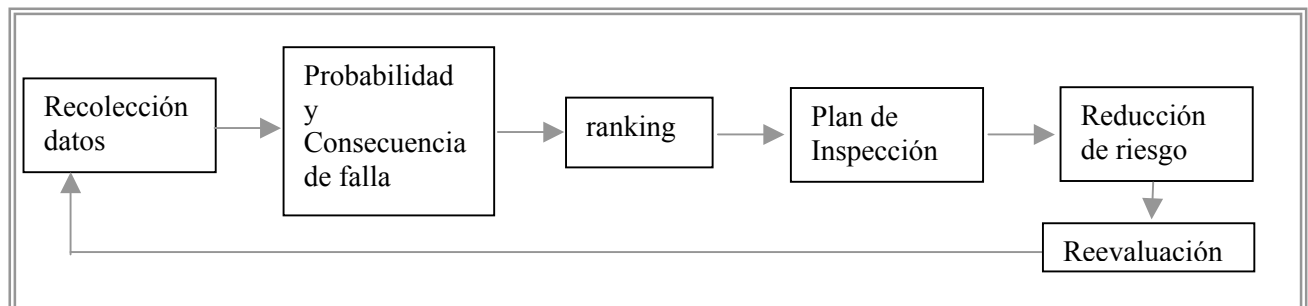 Recolección
datos
Probabilidad
y
Consecuencia
de falla
ranking
Plan de
Inspección
Reducción
de riesgo
Reevaluación